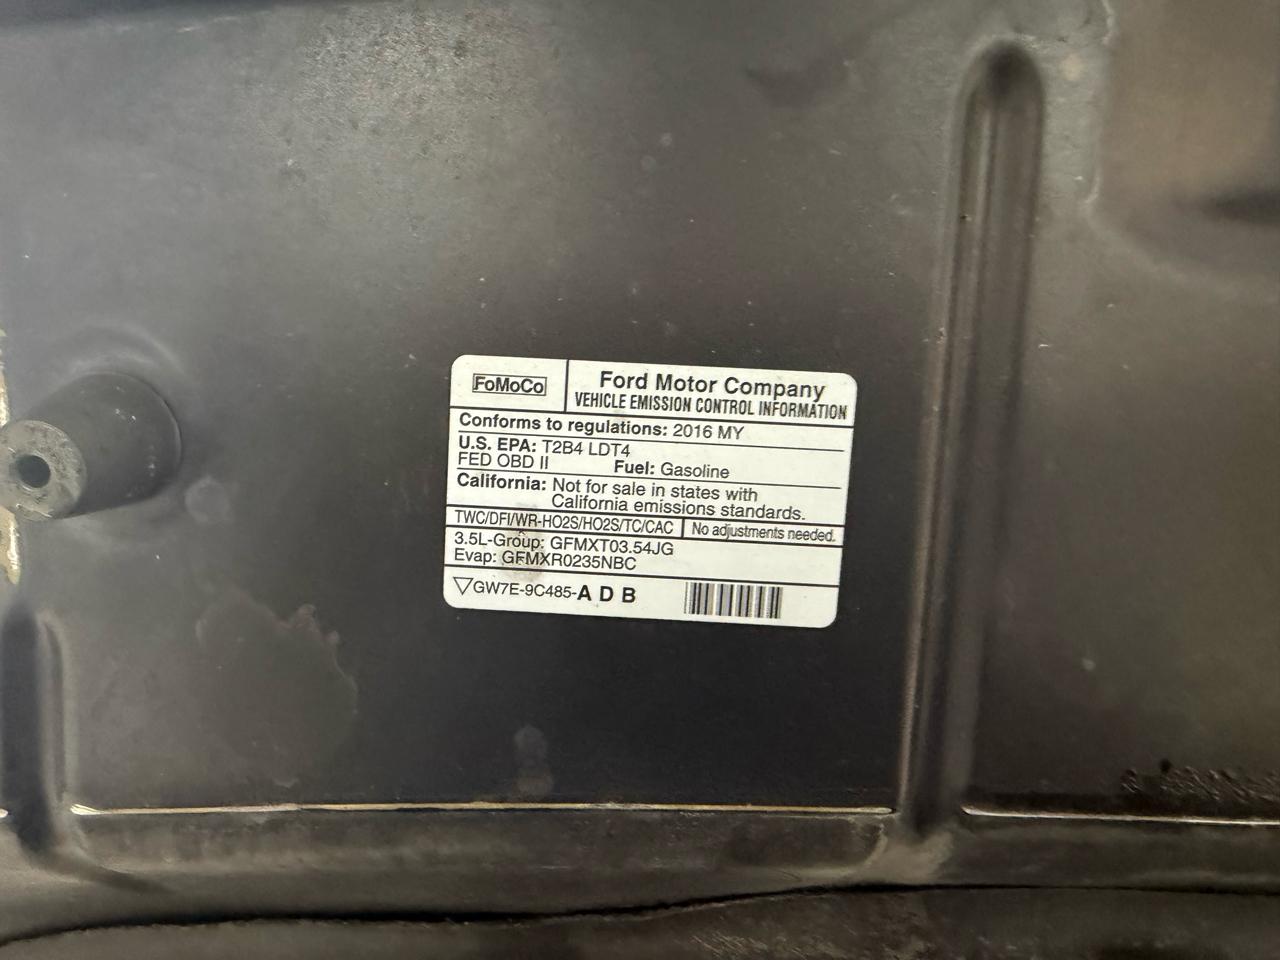 FoMoCo
Ford Motor Company
VEHICLE EMISSION CONTROL INFORMATION
Conforms to regulations: 2016 MY
U.S. EPA: T2B4 LDT4
FED OBD II Fuel: Gasoline
California: Not for sale in states with
California emissions standards.
TWC/DFI/WR-HO2S/HO2S/TC/CAC No adjustments needed.
3.5L-Group: GFMXT03.54JG
Evap: GFMXR0235NBC
GW7E-9C485-A D B